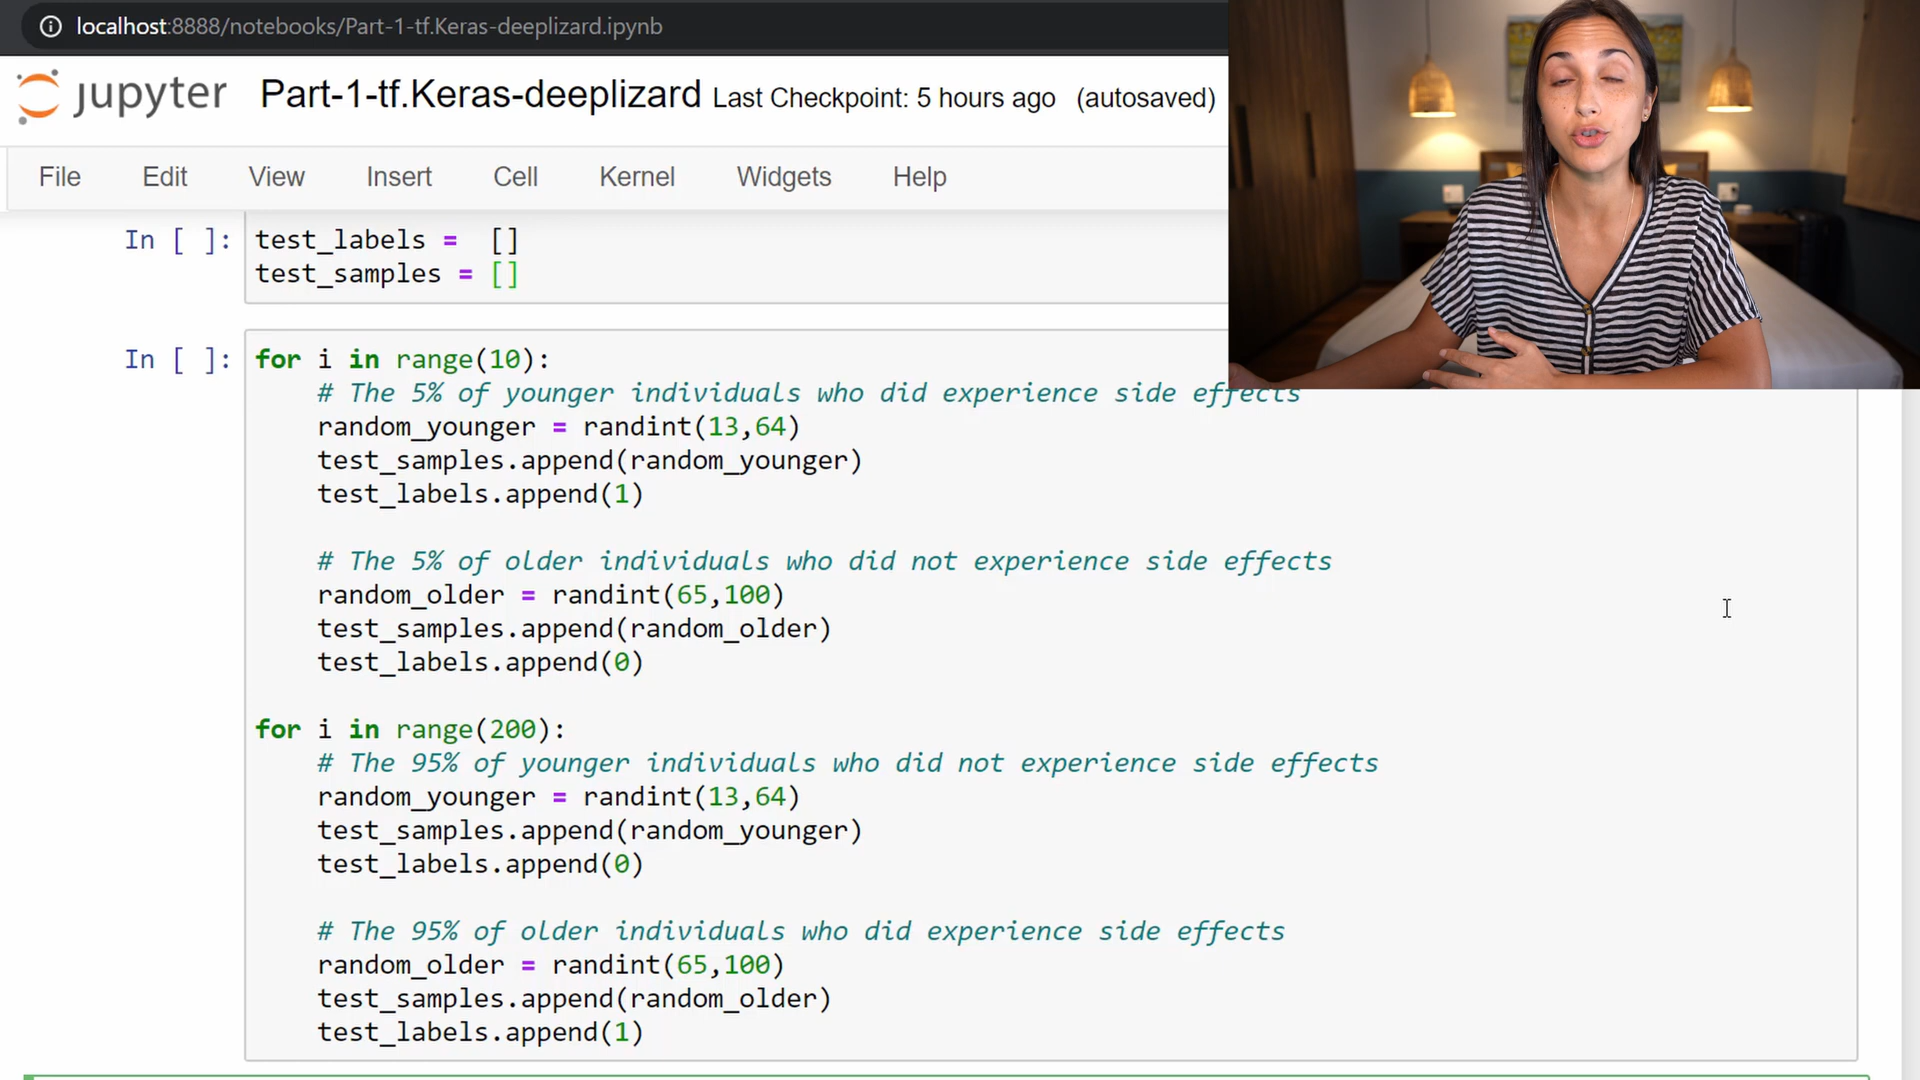 localhost:8888/notebooks/Part-1-tf.Keras-deeplizard.ipynb
jupyter Part-1-tf.Keras-deeplizard Last Checkpoint: 5 hours ago (autosaved)
File Edit View Insert Cell Kernel Widgets Help
In [ ]: test_labels =  []
test_samples = []
In [ ]: for i in range(10):
    # The 5% of younger individuals who did experience side effects
    random_younger = randint(13,64)
    test_samples.append(random_younger)
    test_labels.append(1)
    # The 5% of older individuals who did not experience side effects
    random_older = randint(65,100)
    test_samples.append(random_older)
    test_labels.append(0)
for i in range(200):
    # The 95% of younger individuals who did not experience side effects
    random_younger = randint(13,64)
    test_samples.append(random_younger)
    test_labels.append(0)
    # The 95% of older individuals who did experience side effects
    random_older = randint(65,100)
    test_samples.append(random_older)
    test_labels.append(1)